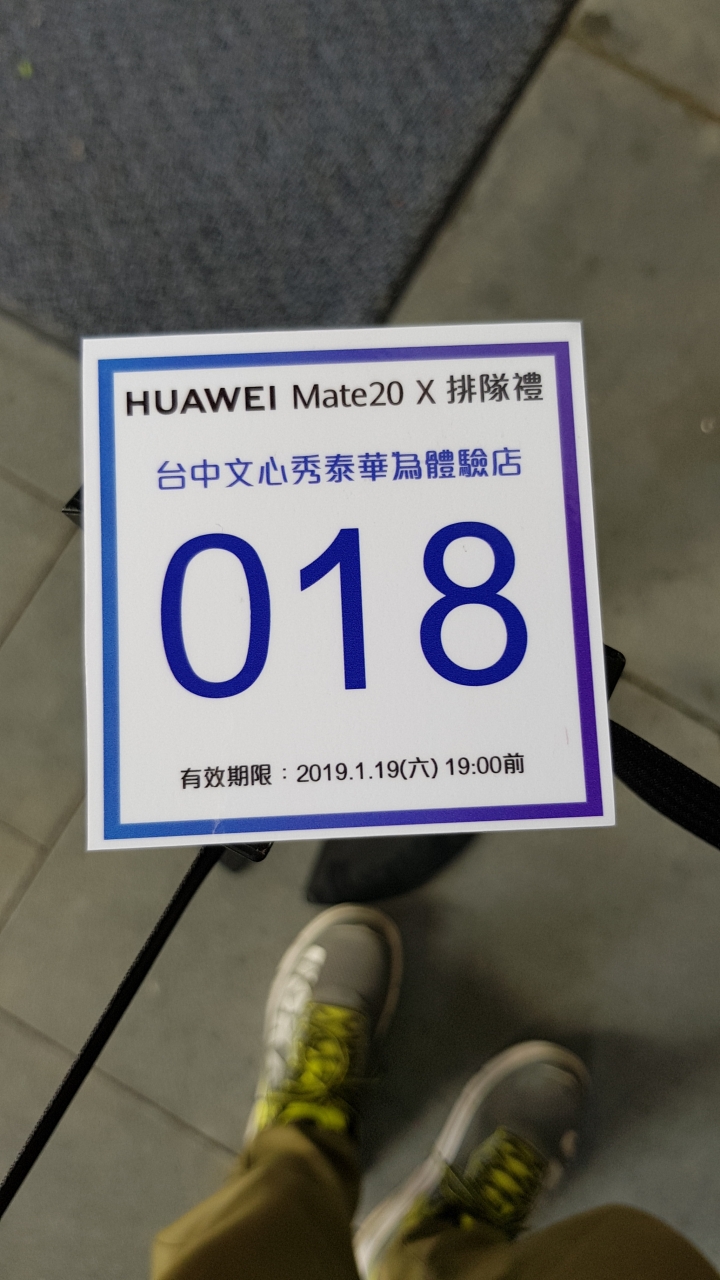 HUAWEI Mate20 X 排隊禮
台中文心秀泰華為體驗店
018
有效期限：2019.1.19(六) 19:00前